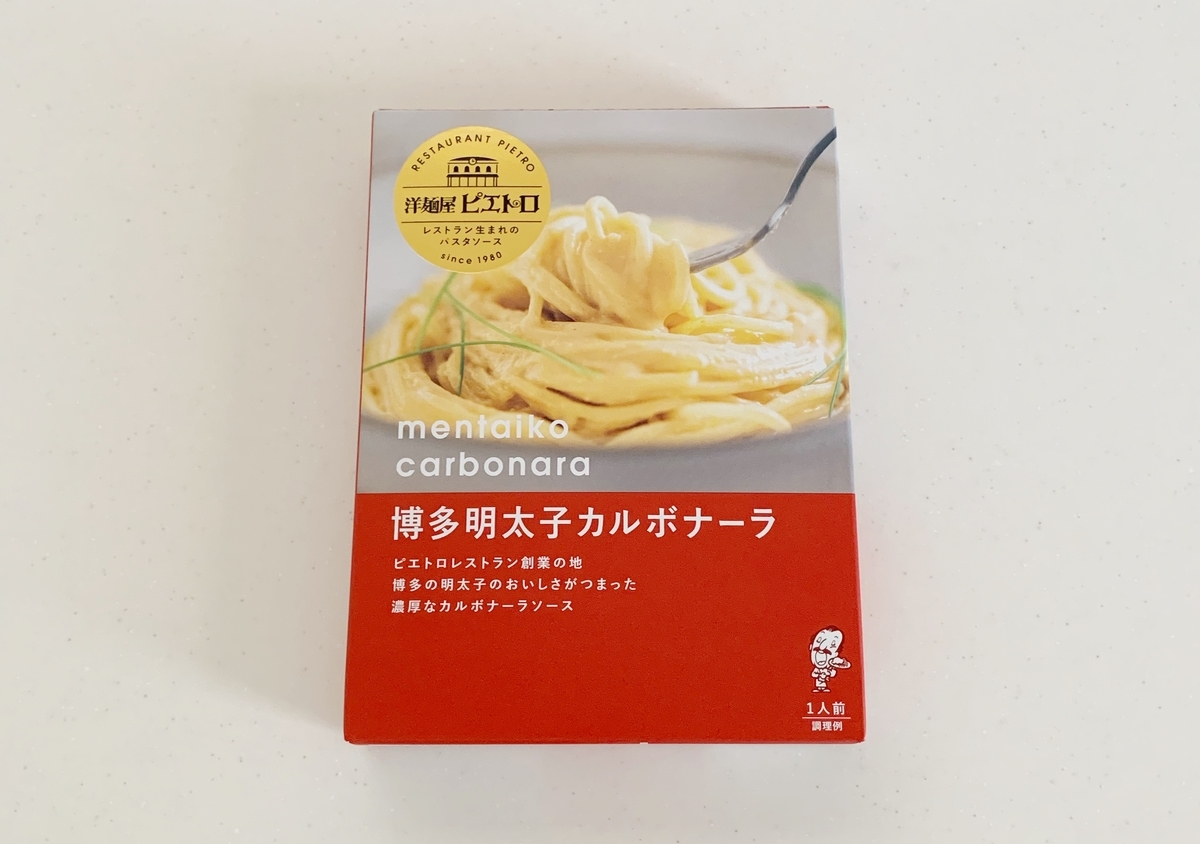 RESTAURANT PIETRO
洋麺屋 ピエトロ
レストラン生まれの
パスタソース
since 1980
mentaiko
carbonara
博多明太子カルボナーラ
ピエトロレストラン創業の地
博多の明太子のおいしさがつまった
濃厚なカルボナーラソース
1人前
調理例